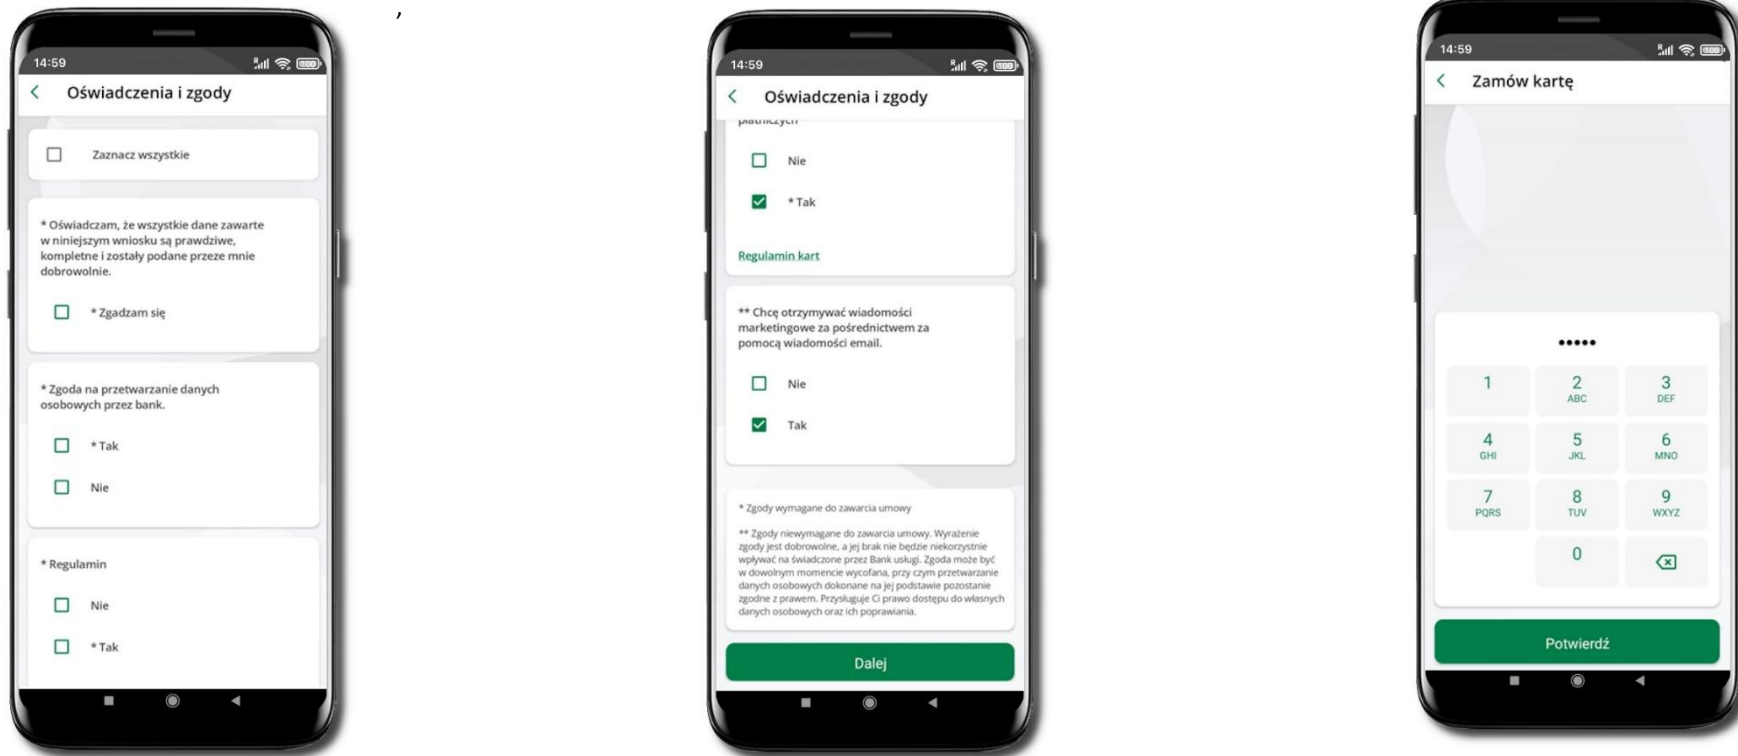 ,
14:59
Oświadczenia i zgody
Zaznacz wszystkie
* Oświadczam, że wszystkie dane zawarte
w niniejszym wniosku są prawdziwe,
kompletne i zostały podane przeze mnie
dobrowolnie.
* Zgadzam się
* Zgoda na przetwarzanie danych
osobowych przez bank.
* Tak
Nie
* Regulamin
Nie
* Tak
14:59
Oświadczenia i zgody
płatniczych
Nie
* Tak
Regulamin kart
** Chcę otrzymywać wiadomości
marketingowe za pośrednictwem za
pomocą wiadomości email.
Nie
Tak
* Zgody wymagane do zawarcia umowy
** Zgody niewymagane do zawarcia umowy. Wyrażenie
zgody jest dobrowolne, a jej brak nie będzie niekorzystnie
wpływać na świadczone przez Bank usługi. Zgoda może być
w dowolnym momencie wycofana, przy czym przetwarzanie
danych osobowych dokonane na jej podstawie pozostanie
zgodne z prawem. Przysługuje Ci prawo dostępu do własnych
danych osobowych oraz ich poprawiania.
Dalej
14:59
Zamów kartę
•••••
1 2 3
ABC DEF
4 5 6
GHI JKL MNO
7 8 9
PQRS TUV WXYZ
0
Potwierdź